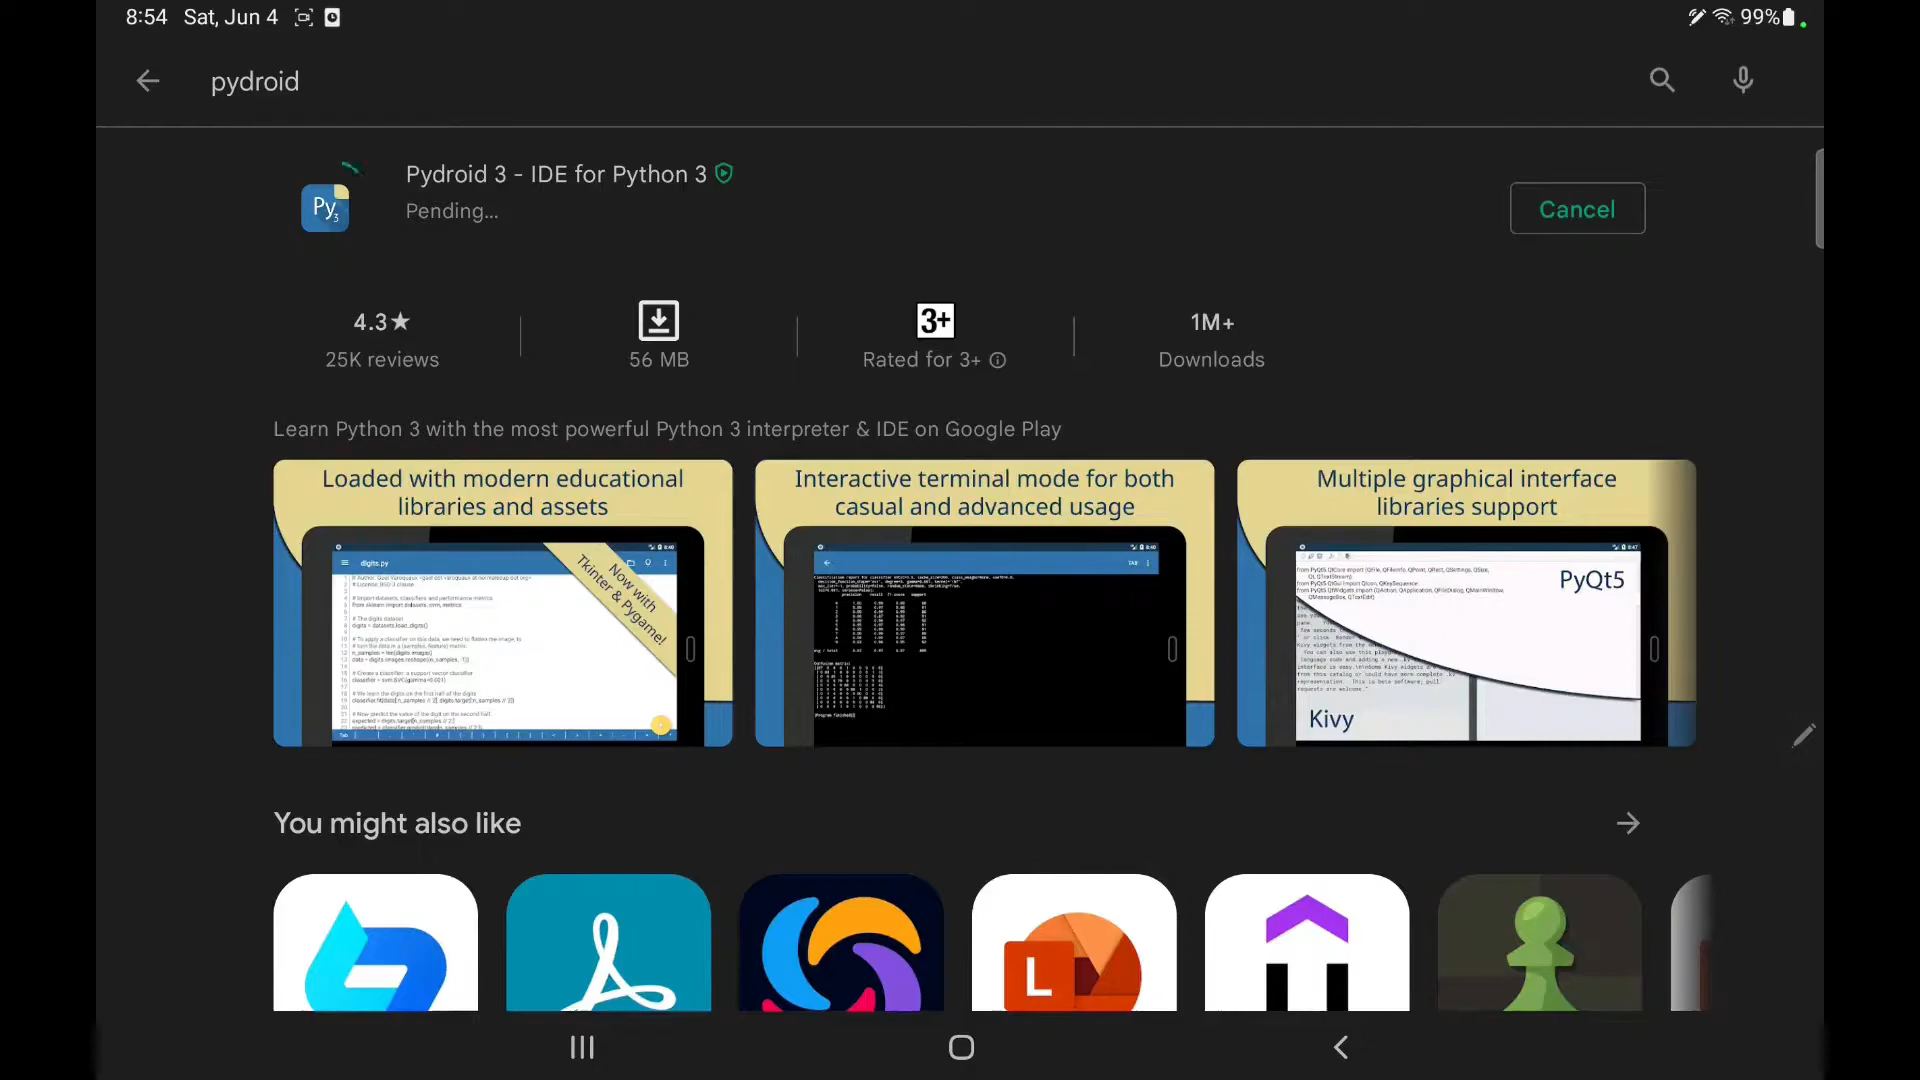 8:54 Sat, Jun 4 99%
pydroid
Pydroid 3 - IDE for Python 3
Py3
Pending...
Cancel
4.3★ 3+ 1M+
25K reviews 56 MB Rated for 3+ Downloads
Learn Python 3 with the most powerful Python 3 interpreter & IDE on Google Play
Loaded with modern educational
libraries and assets
digits.py
Now with
Tkinter & Pygame!
Interactive terminal mode for both
casual and advanced usage
Multiple graphical interface
libraries support
PyQt5
Kivy
You might also like
L